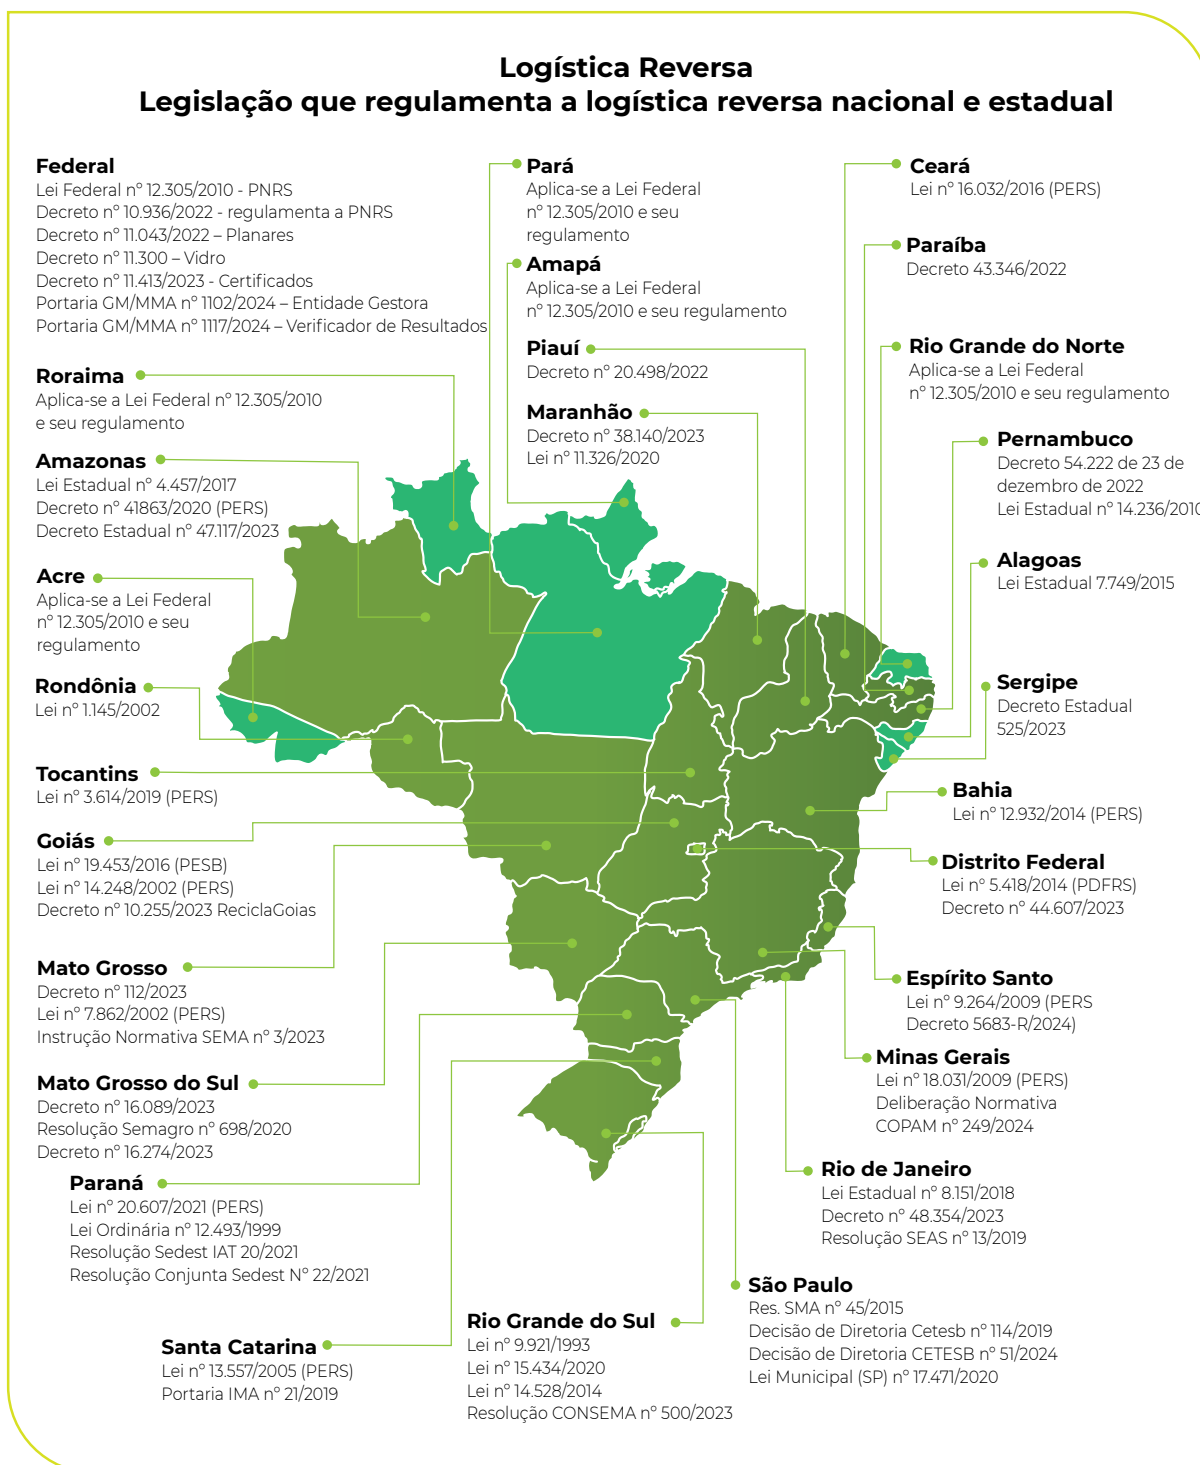 Logística Reversa
Legislação que regulamenta a logística reversa nacional e estadual
Federal
Lei Federal nº 12.305/2010 - PNRS
Decreto nº 10.936/2022 - regulamenta a PNRS
Decreto nº 11.043/2022 – Planares
Decreto nº 11.300 – Vidro
Decreto nº 11.413/2023 - Certificados
Portaria GM/MMA nº 1102/2024 – Entidade Gestora
Portaria GM/MMA nº 1117/2024 – Verificador de Resultados
Roraima
Aplica-se a Lei Federal nº 12.305/2010
e seu regulamento
Amazonas
Lei Estadual nº 4.457/2017
Decreto nº 41863/2020 (PERS)
Decreto Estadual nº 47.117/2023
Acre
Aplica-se a Lei Federal
nº 12.305/2010 e seu
regulamento
Rondônia
Lei nº 1.145/2002
Tocantins
Lei nº 3.614/2019 (PERS)
Goiás
Lei nº 19.453/2016 (PESB)
Lei nº 14.248/2002 (PERS)
Decreto nº 10.255/2023 ReciclaGoias
Mato Grosso
Decreto nº 112/2023
Lei nº 7.862/2002 (PERS)
Instrução Normativa SEMA nº 3/2023
Mato Grosso do Sul
Decreto nº 16.089/2023
Resolução Semagro nº 698/2020
Decreto nº 16.274/2023
Paraná
Lei nº 20.607/2021 (PERS)
Lei Ordinária nº 12.493/1999
Resolução Sedest IAT 20/2021
Resolução Conjunta Sedest Nº 22/2021
Santa Catarina
Lei nº 13.557/2005 (PERS)
Portaria IMA nº 21/2019
Pará
Aplica-se a Lei Federal
nº 12.305/2010 e seu
regulamento
Amapá
Aplica-se a Lei Federal
nº 12.305/2010 e seu regulamento
Piauí
Decreto nº 20.498/2022
Maranhão
Decreto nº 38.140/2023
Lei nº 11.326/2020
Rio Grande do Sul
Lei nº 9.921/1993
Lei nº 15.434/2020
Lei nº 14.528/2014
Resolução CONSEMA nº 500/2023
Ceará
Lei nº 16.032/2016 (PERS)
Paraíba
Decreto 43.346/2022
Rio Grande do Norte
Aplica-se a Lei Federal
nº 12.305/2010 e seu regulamento
Pernambuco
Decreto 54.222 de 23 de
dezembro de 2022
Lei Estadual nº 14.236/2010
Alagoas
Lei Estadual 7.749/2015
Sergipe
Decreto Estadual
525/2023
Bahia
Lei nº 12.932/2014 (PERS)
Distrito Federal
Lei nº 5.418/2014 (PDFRS)
Decreto nº 44.607/2023
Espírito Santo
Lei nº 9.264/2009 (PERS
Decreto 5683-R/2024)
Minas Gerais
Lei nº 18.031/2009 (PERS)
Deliberação Normativa
COPAM nº 249/2024
Rio de Janeiro
Lei Estadual nº 8.151/2018
Decreto nº 48.354/2023
Resolução SEAS nº 13/2019
São Paulo
Res. SMA nº 45/2015
Decisão de Diretoria Cetesb nº 114/2019
Decisão de Diretoria CETESB nº 51/2024
Lei Municipal (SP) nº 17.471/2020